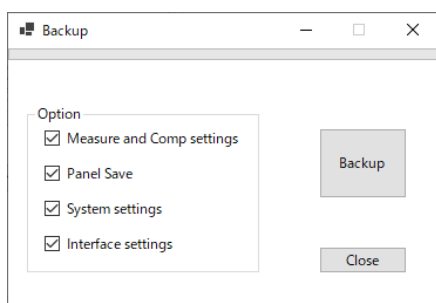 Backup
Option
Measure and Comp settings
Panel Save
System settings
Interface settings
Backup
Close